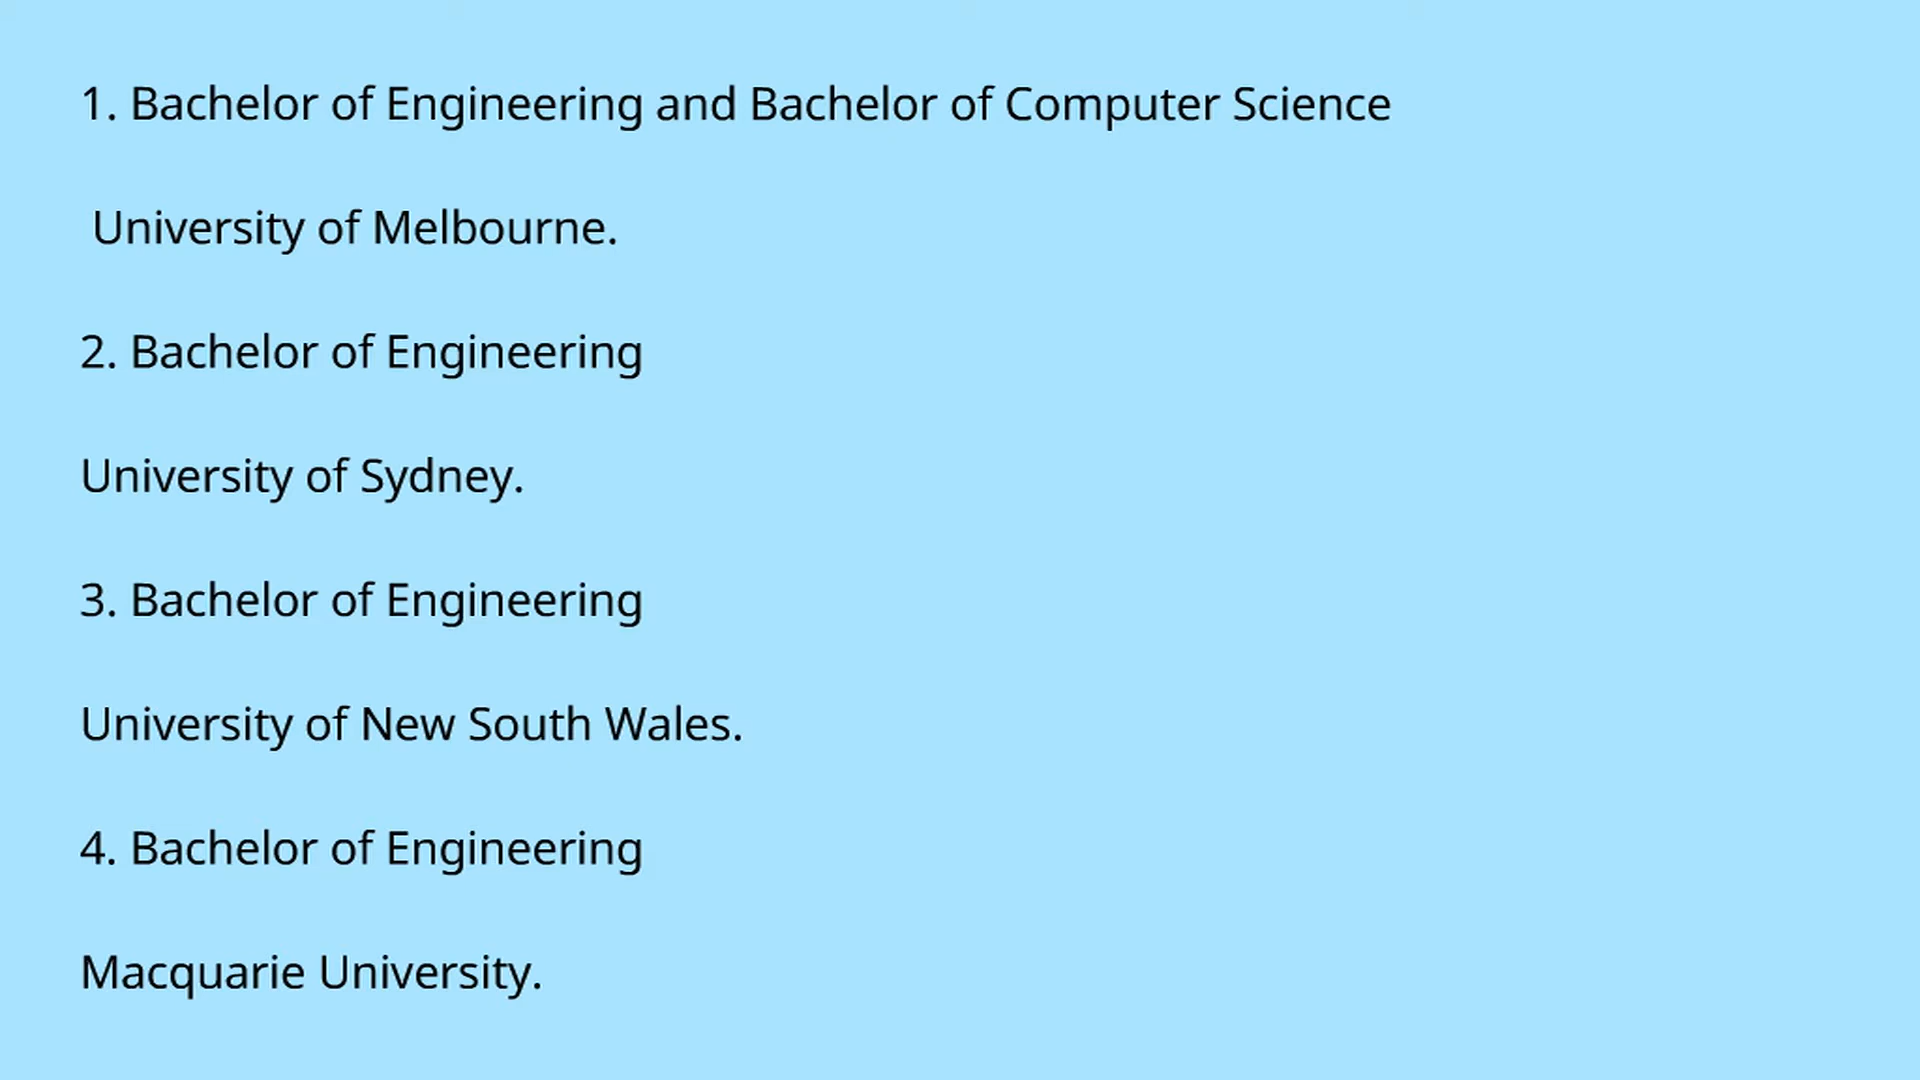 1. Bachelor of Engineering and Bachelor of Computer Science
University of Melbourne.
2. Bachelor of Engineering
University of Sydney.
3. Bachelor of Engineering
University of New South Wales.
4. Bachelor of Engineering
Macquarie University.